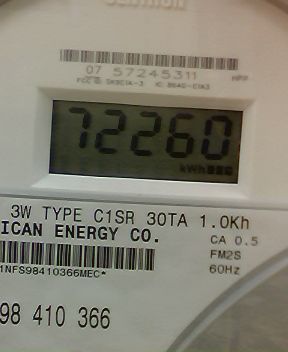 CENTRON
07 57245311
72260
kWh
3W TYPE C1SR 30TA 1.0Kh
ICAN ENERGY CO.
CA 0.5
FM2S
60Hz
1NFS98410366MEC*
98 410 366